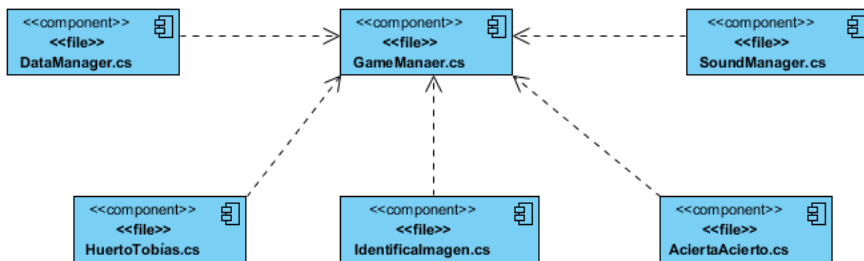 <<component>>
<<file>>
DataManager.cs
<<component>>
<<file>>
GameManaer.cs
<<component>>
<<file>>
SoundManager.cs
<<component>>
<<file>>
HuertoTobías.cs
<<component>>
<<file>>
IdentificaImagen.cs
<<component>>
<<file>>
AciertaAcierto.cs